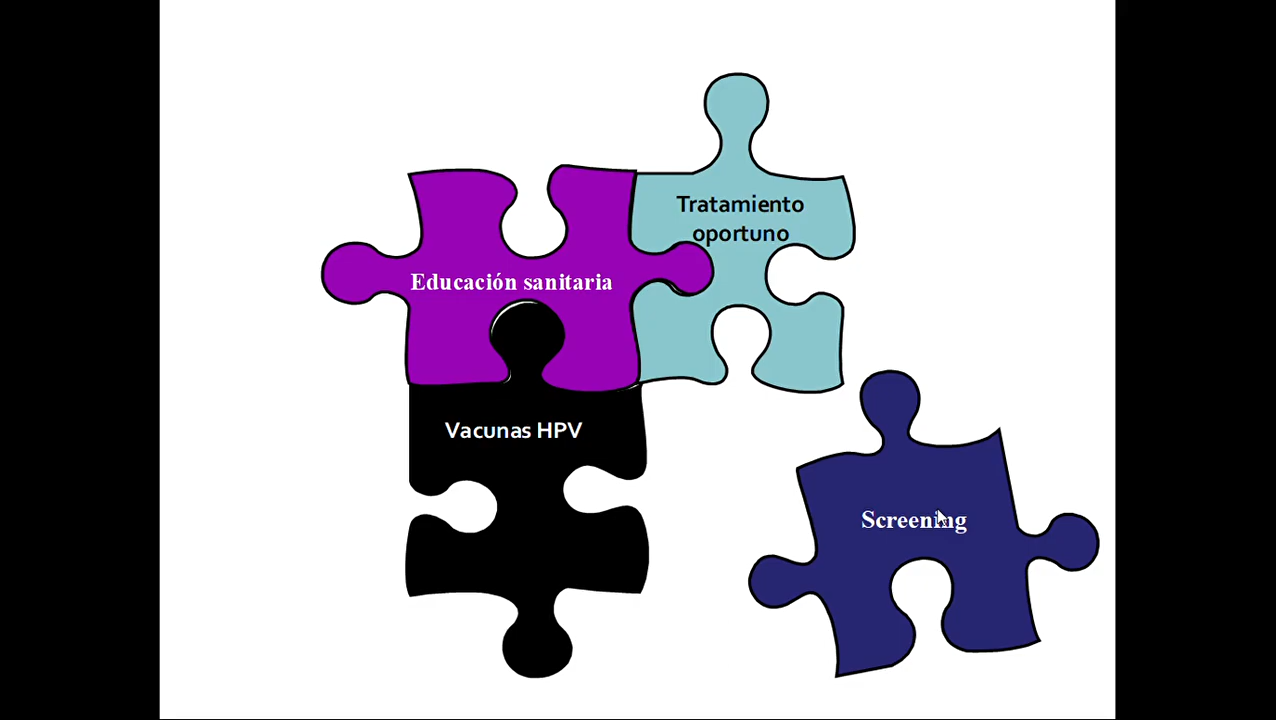 Tratamiento
oportuno
Educación sanitaria
Vacunas HPV
Screening